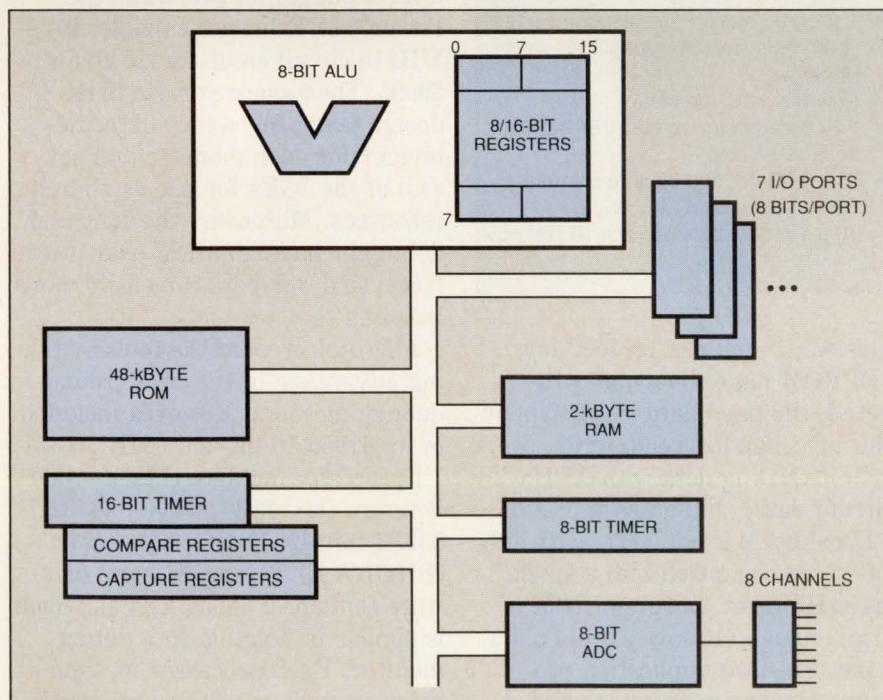 0 7 15
8-BIT ALU
8/16-BIT
REGISTERS
7
7 I/O PORTS
(8 BITS/PORT)
...
48-kBYTE
ROM
2-kBYTE
RAM
16-BIT TIMER
COMPARE REGISTERS
CAPTURE REGISTERS
8-BIT TIMER
8 CHANNELS
8-BIT
ADC